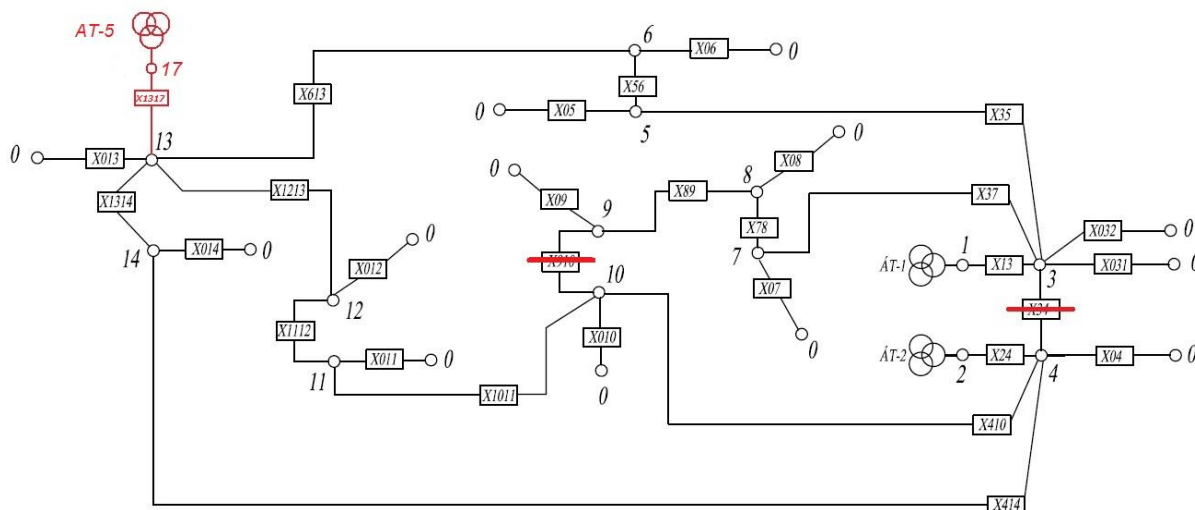 AT-5
17
X1317
6
X06
0
X613
X56
0
X05
5
X35
13
0
X013
X1213
X1314
0
X09
9
X89
8
X08
0
X78
7
X07
0
X37
X032
0
ÁT-1
1
X13
3
X031
0
14
X014
0
X012
0
12
X910
10
X34
X1112
X010
0
ÁT-2
2
X24
4
X04
0
11
X011
0
X1011
X410
X414